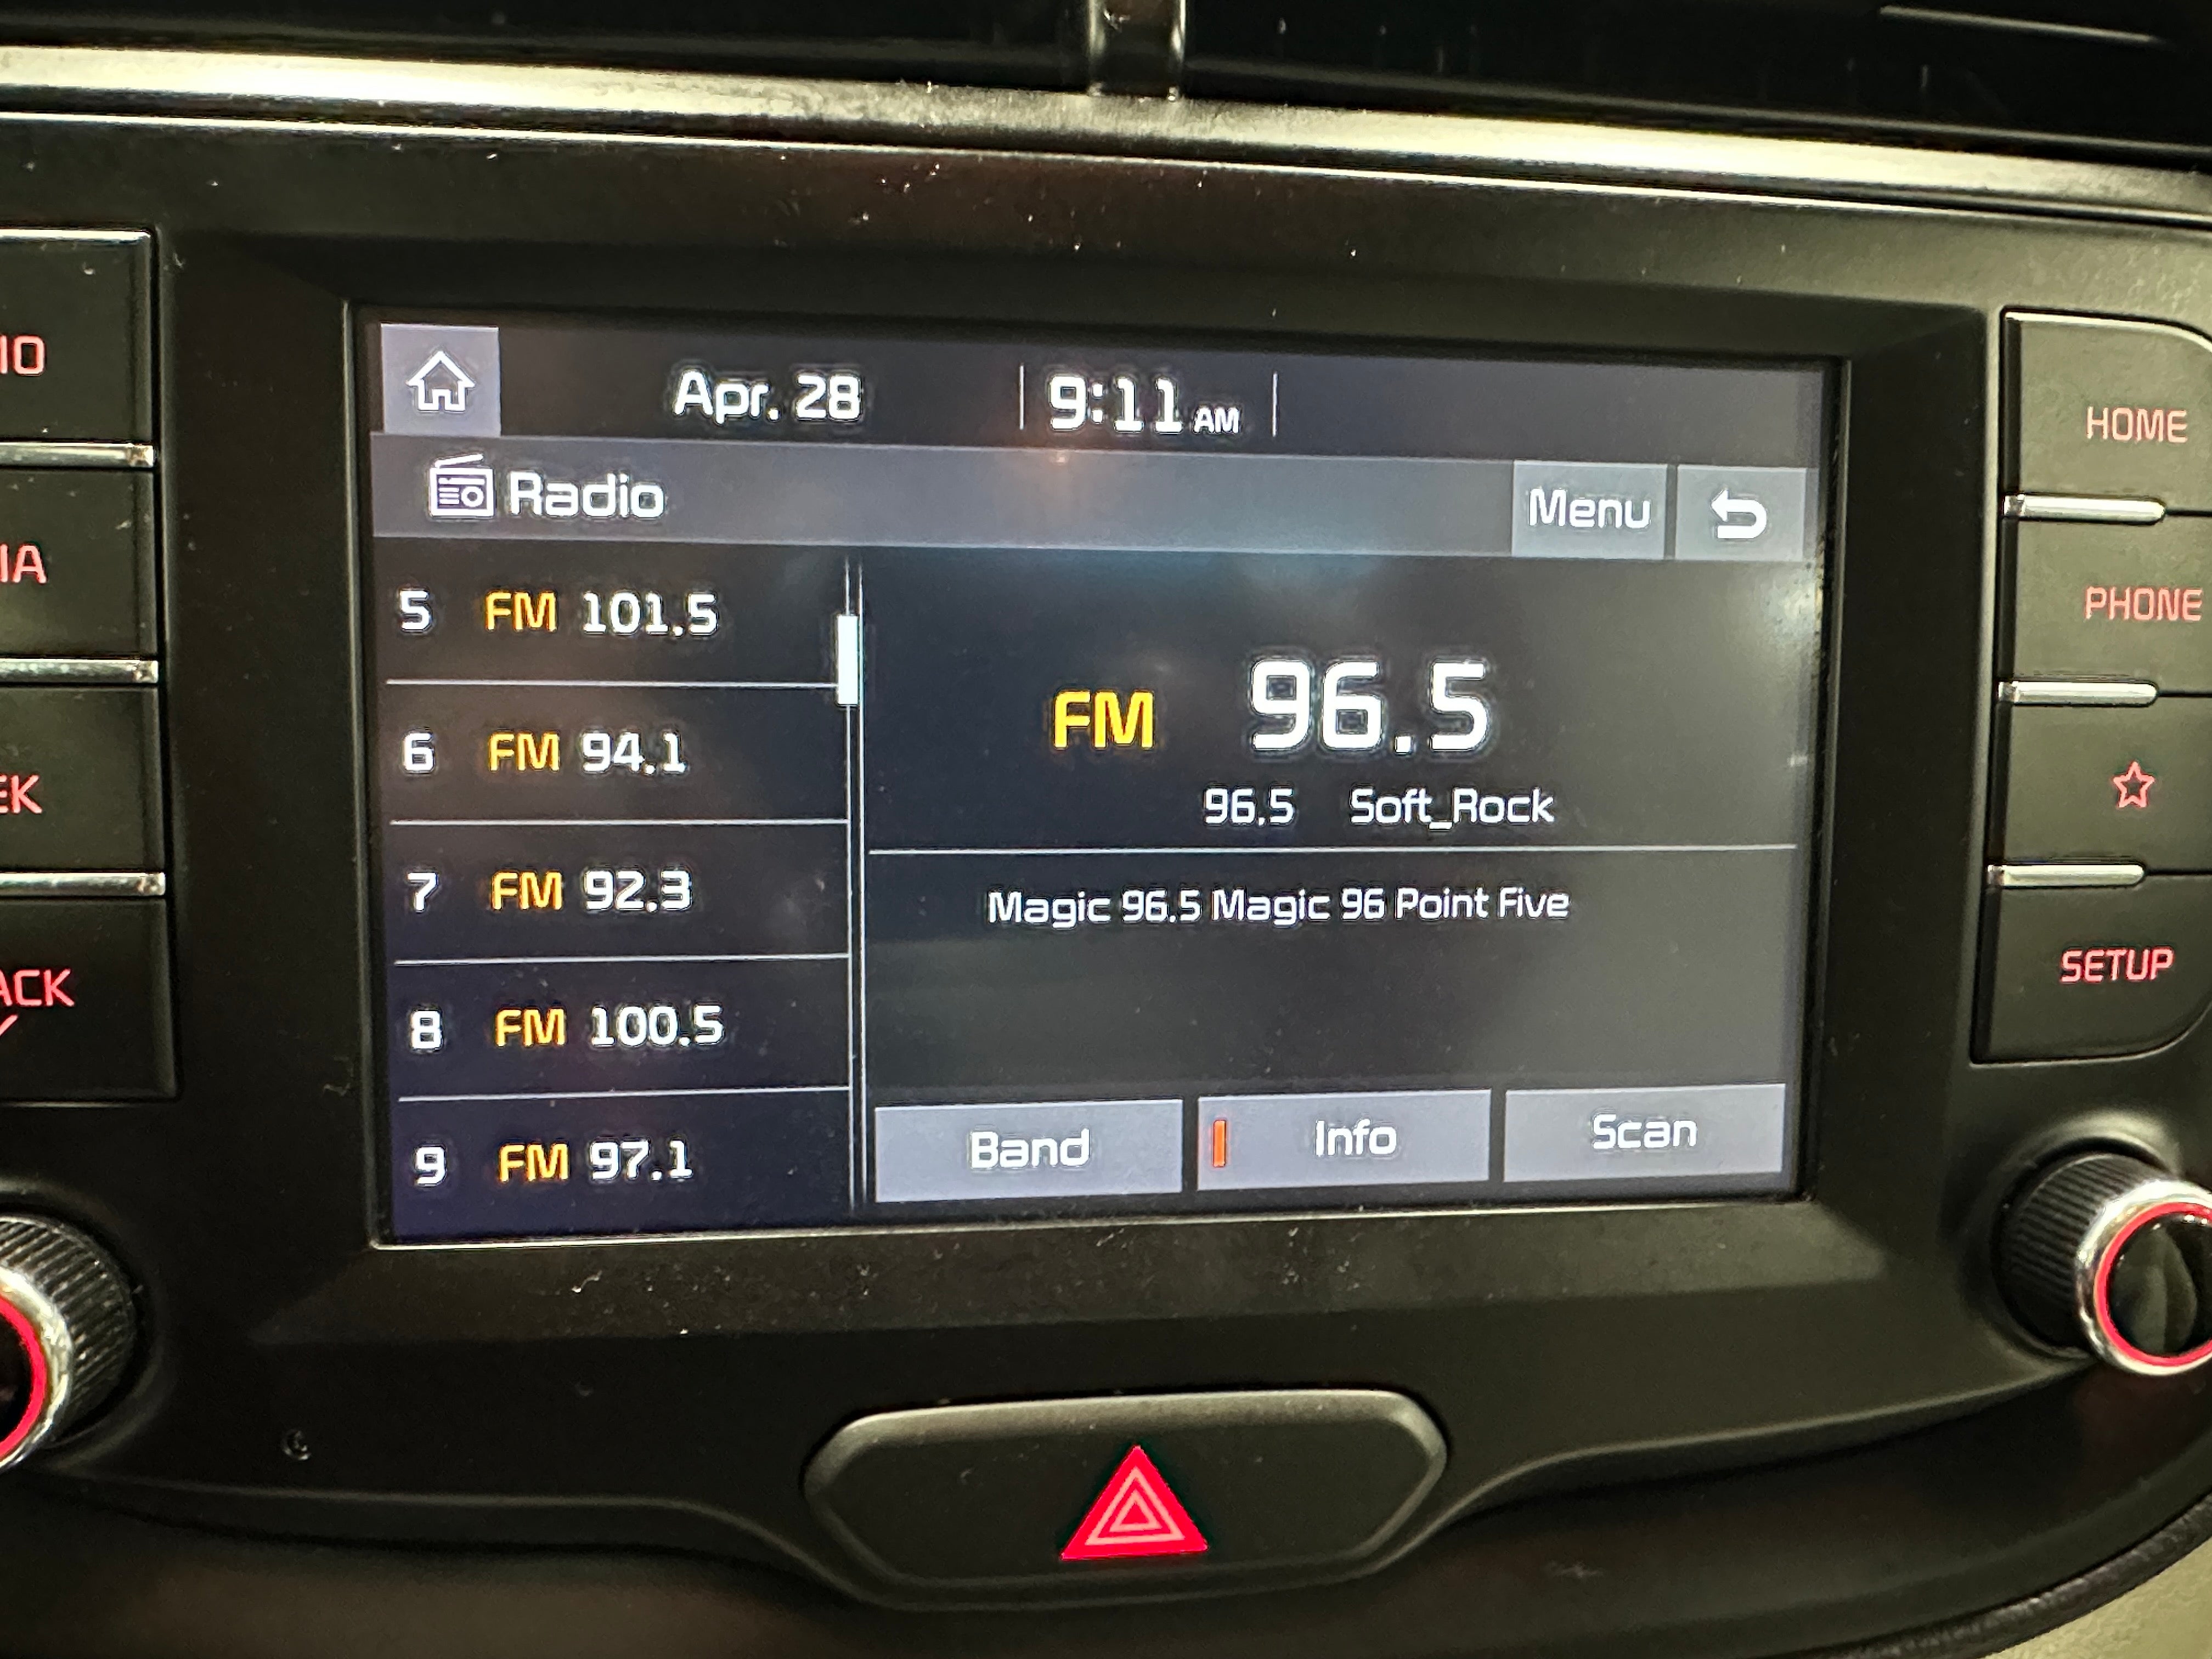 Apr. 28 9:11 AM
Radio Menu
5 FM 101.5
6 FM 94.1
7 FM 92.3
8 FM 100.5
9 FM 97.1
FM 96.5
96.5 Soft_Rock
Magic 96.5 Magic 96 Point Five
Band Info Scan
IO
IA
EK
ACK
HOME
PHONE
SETUP